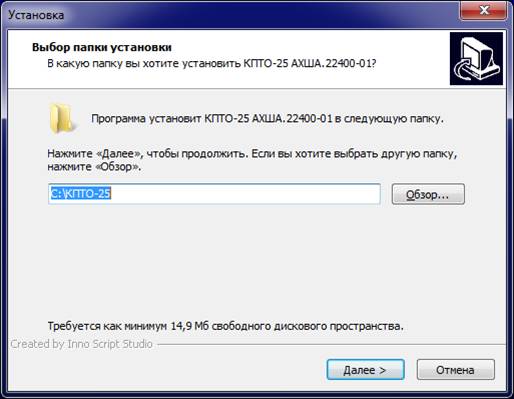 Установка
Выбор папки установки
В какую папку вы хотите установить КПТО-25 АХША.22400-01?
Программа установит КПТО-25 АХША.22400-01 в следующую папку.
Нажмите «Далее», чтобы продолжить. Если вы хотите выбрать другую папку,
нажмите «Обзор».
C:\КПТО-25
Обзор...
Требуется как минимум 14,9 Мб свободного дискового пространства.
Created by Inno Script Studio
Далее >
Отмена